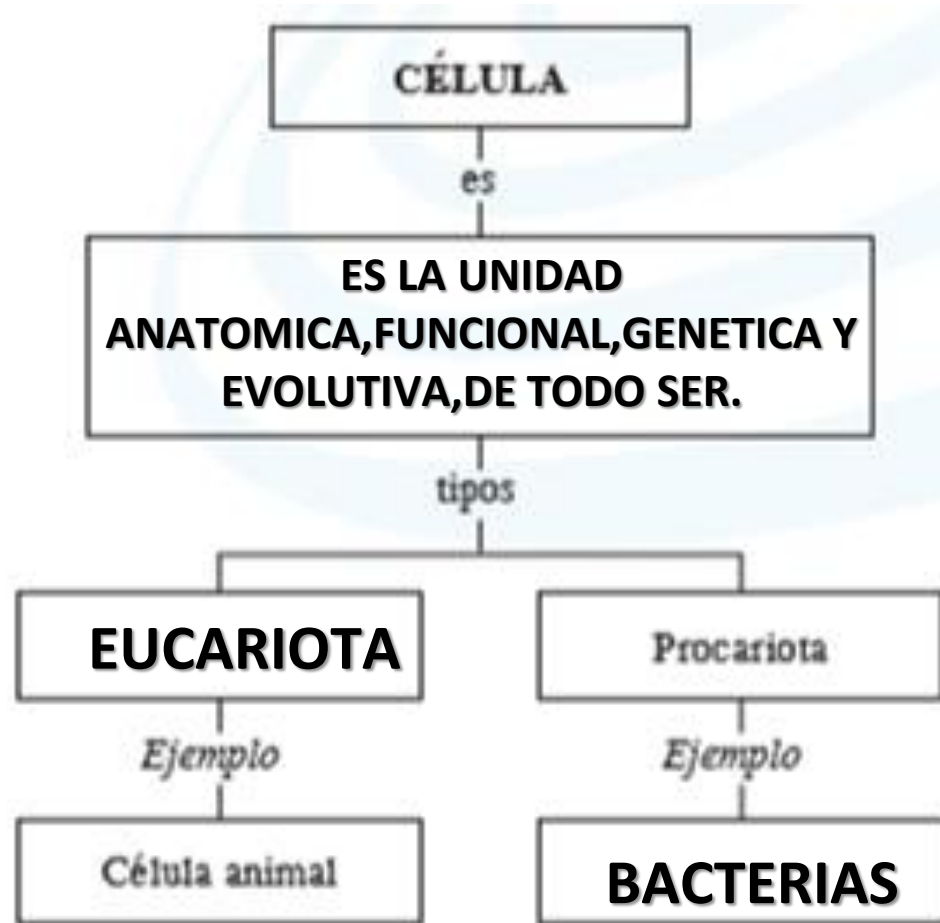 CÉLULA
es
ES LA UNIDAD
ANATOMICA,FUNCIONAL,GENETICA Y
EVOLUTIVA,DE TODO SER.
tipos
EUCARIOTA
Procariota
Ejemplo
Ejemplo
Célula animal
BACTERIAS